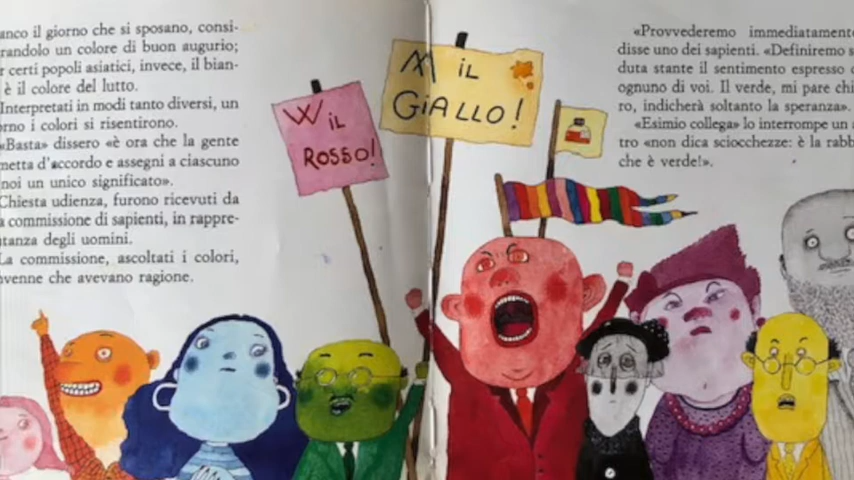 anco il giorno che si sposano, consi-
randolo un colore di buon augurio;
r certi popoli asiatici, invece, il bian-
è il colore del lutto.
Interpretati in modi tanto diversi, un
rno i colori si risentirono.
«Basta» dissero «è ora che la gente
metta d'accordo e assegni a ciascuno
noi un unico significato».
Chiesta udienza, furono ricevuti da
a commissione di sapienti, in rappre-
tanza degli uomini.
La commissione, ascoltati i colori,
nvenne che avevano ragione.
W IL
ROSSO!
M IL
GIALLO!
«Provvederemo immediatamente
disse uno dei sapienti. «Definiremo s
duta stante il sentimento espresso d
ognuno di voi. Il verde, mi pare chi
ro, indicherà soltanto la speranza».
«Esimio collega» lo interruppe un
tro «non dica sciocchezze: è la rabb
che è verde!».